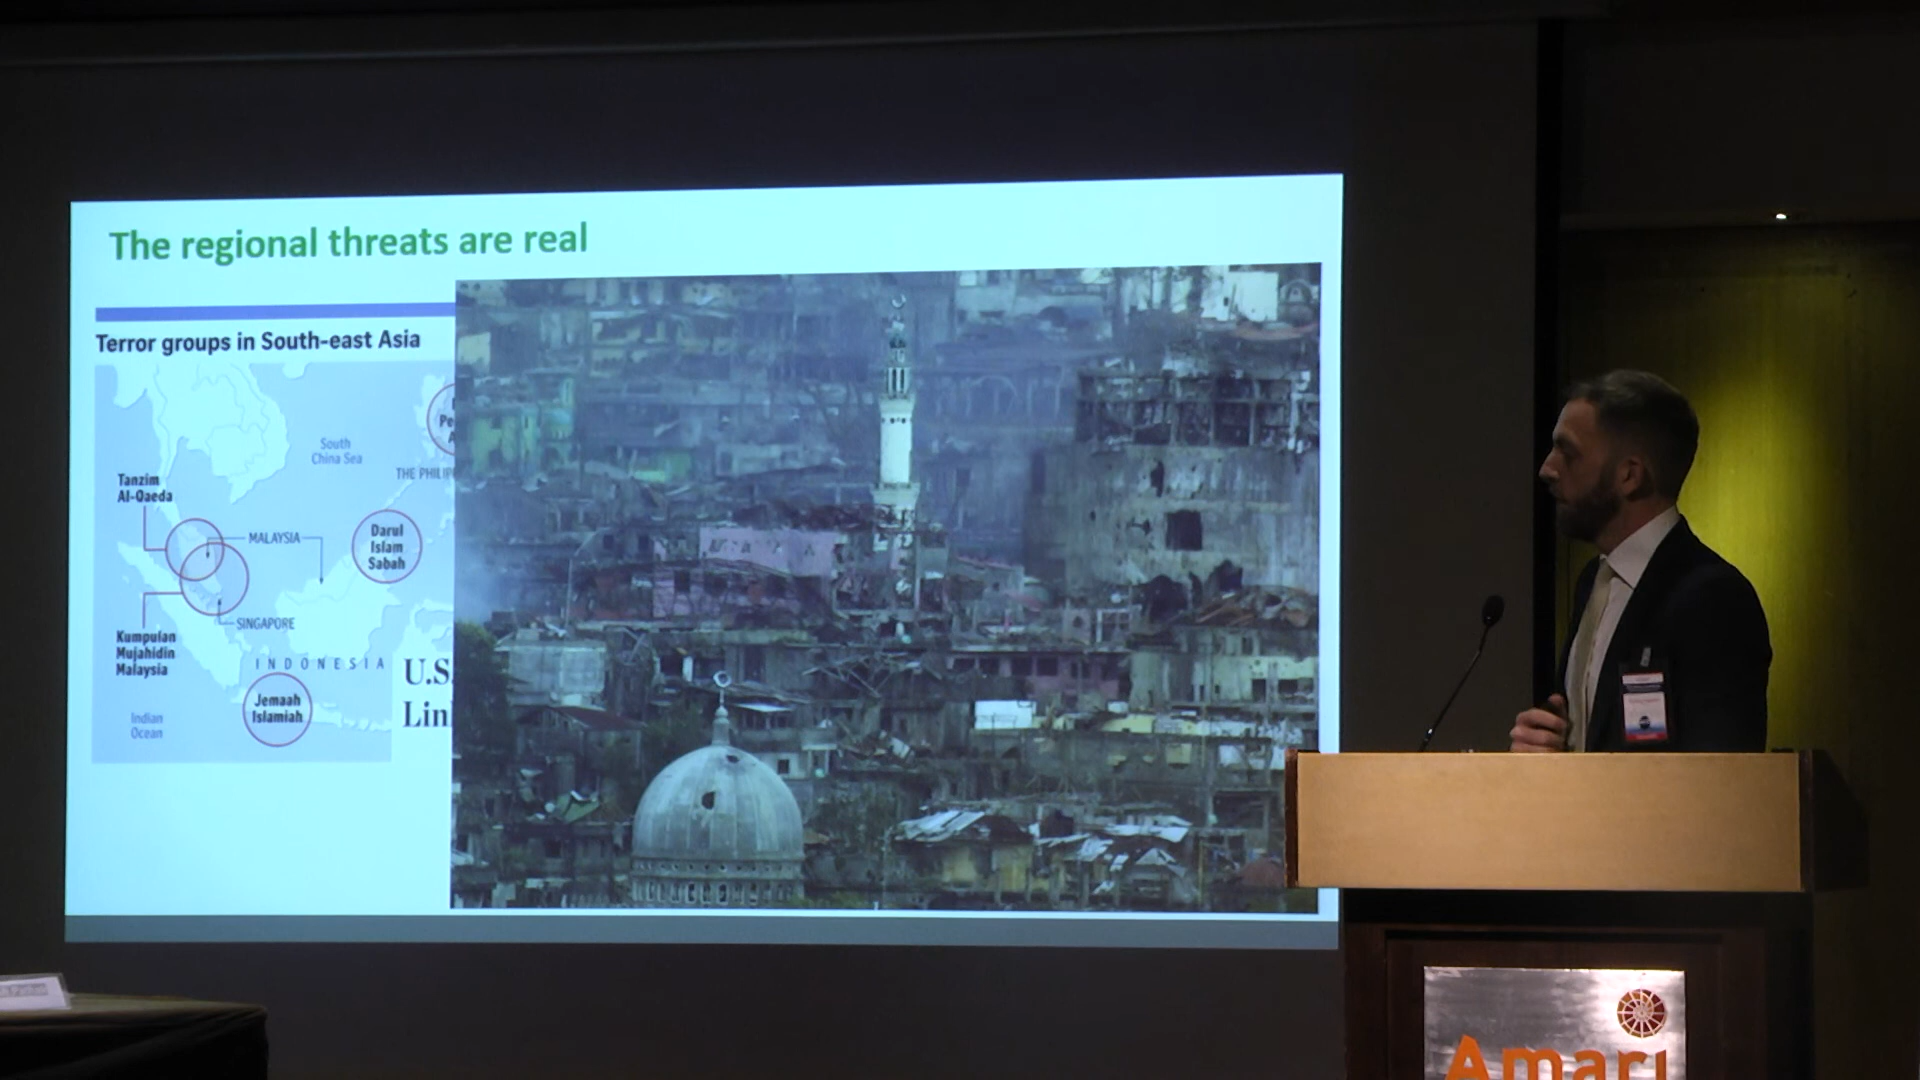 The regional threats are real
Terror groups in South-east Asia
South
China Sea
THE PHILIP
Tanzim
Al-Qaeda
MALAYSIA
Darul
Islam
Sabah
SINGAPORE
Kumpulan
Mujahidin
Malaysia
INDONESIA
Jemaah
Islamiah
Indian
Ocean
U.S.
Lin
Amari